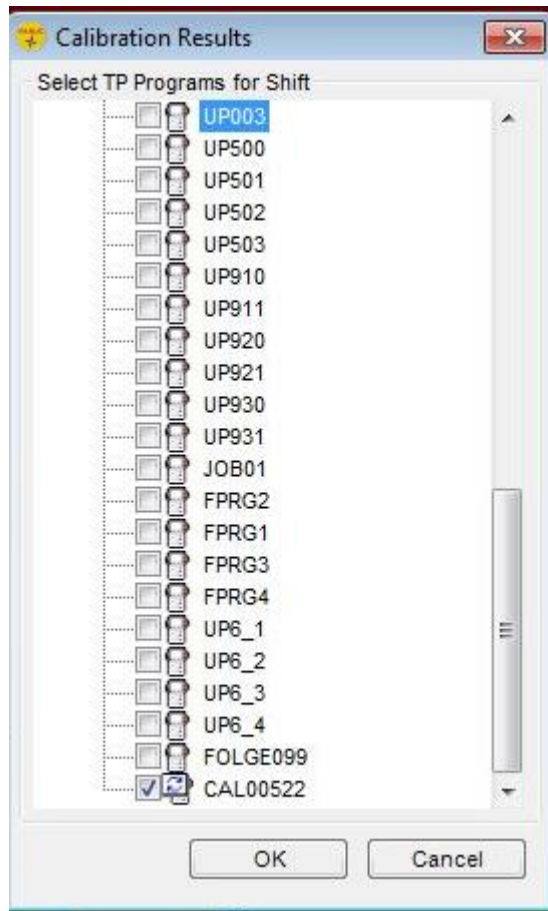 Calibration Results
Select TP Programs for Shift
UP003
UP500
UP501
UP502
UP503
UP910
UP911
UP920
UP921
UP930
UP931
JOB01
FPRG2
FPRG1
FPRG3
FPRG4
UP6_1
UP6_2
UP6_3
UP6_4
FOLGE099
CAL00522
OK Cancel